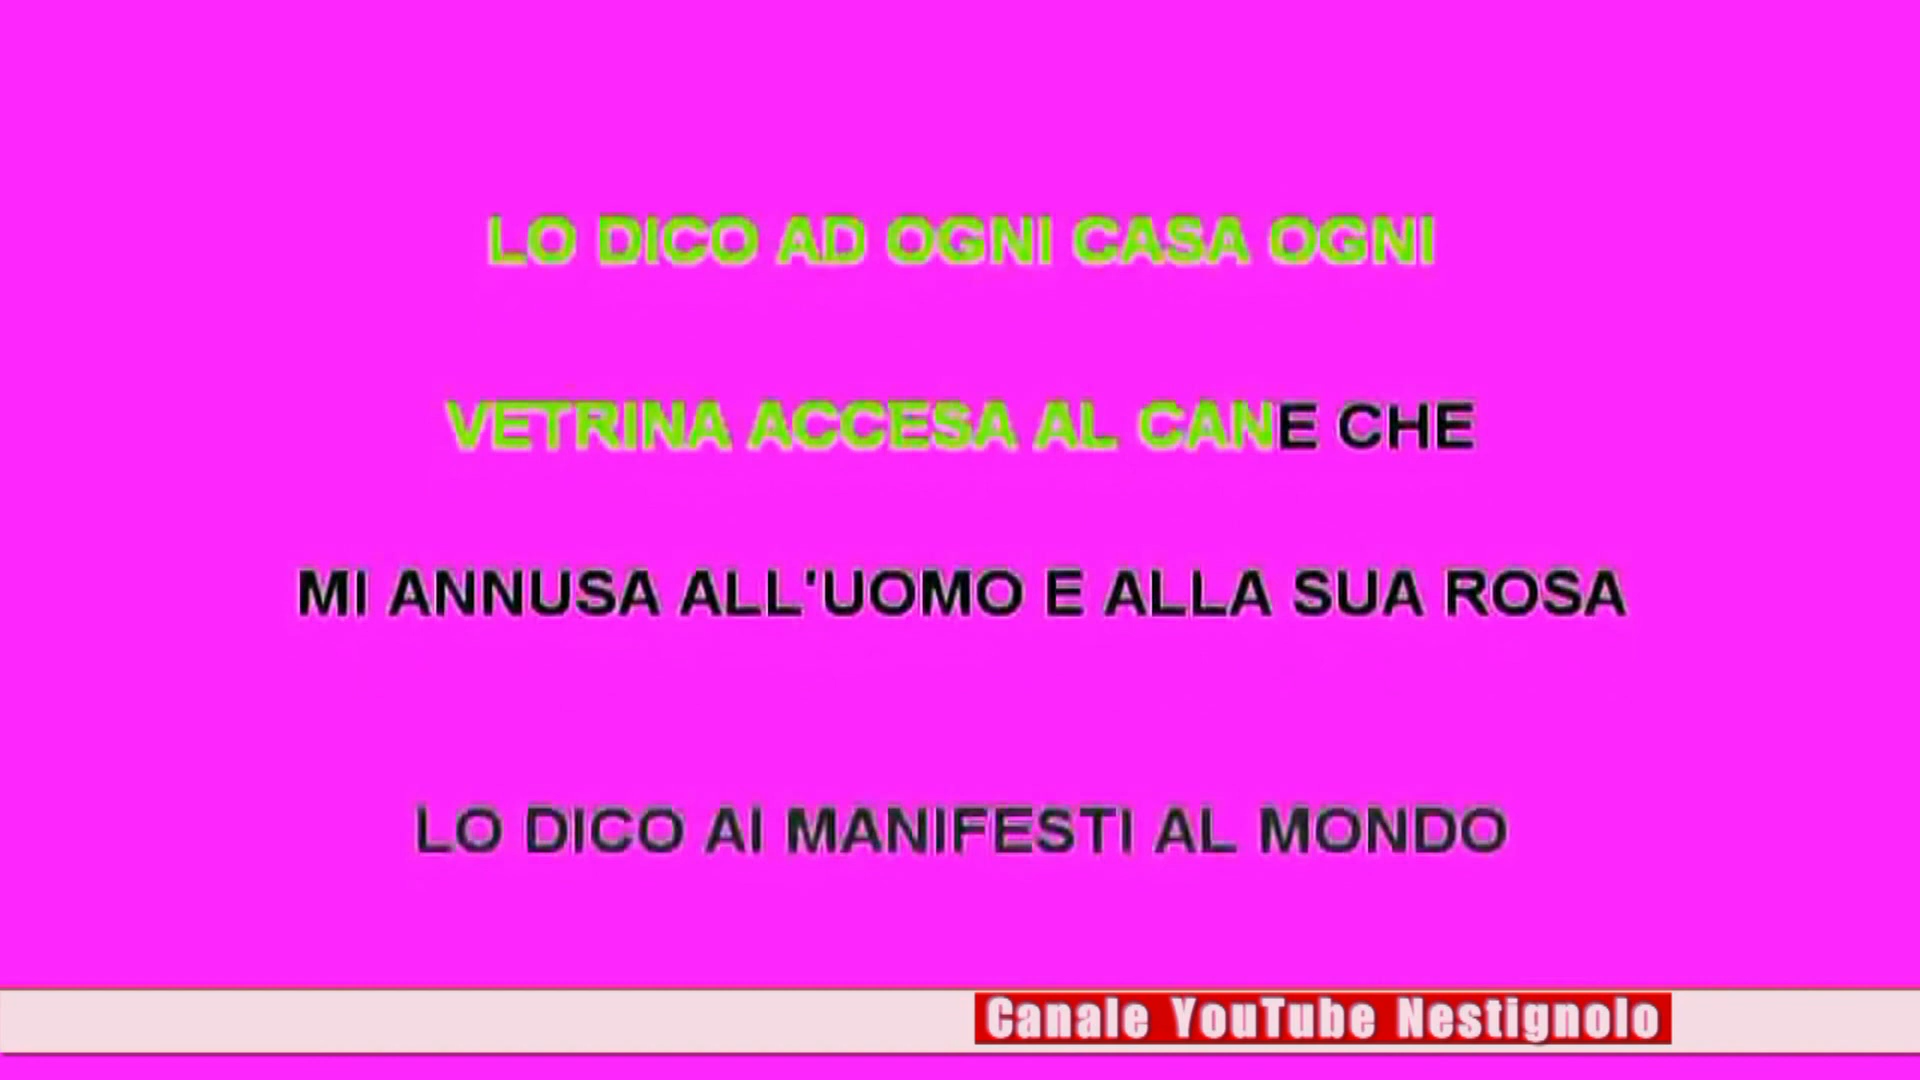 LO DICO AD OGNI CASA OGNI
VETRINA ACCESA AL CANE CHE
MI ANNUSA ALL'UOMO E ALLA SUA ROSA
LO DICO AI MANIFESTI AL MONDO
Canale YouTube Nestignolo